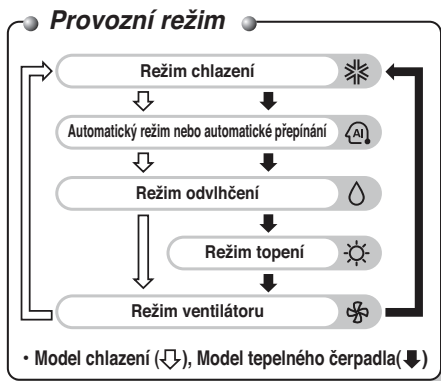 Provozní režim
Režim chlazení
Automatický režim nebo automatické přepínání
AI
Režim odvlhčení
Režim topení
Režim ventilátoru
• Model chlazení (⇩), Model tepelného čerpadla(🡇)